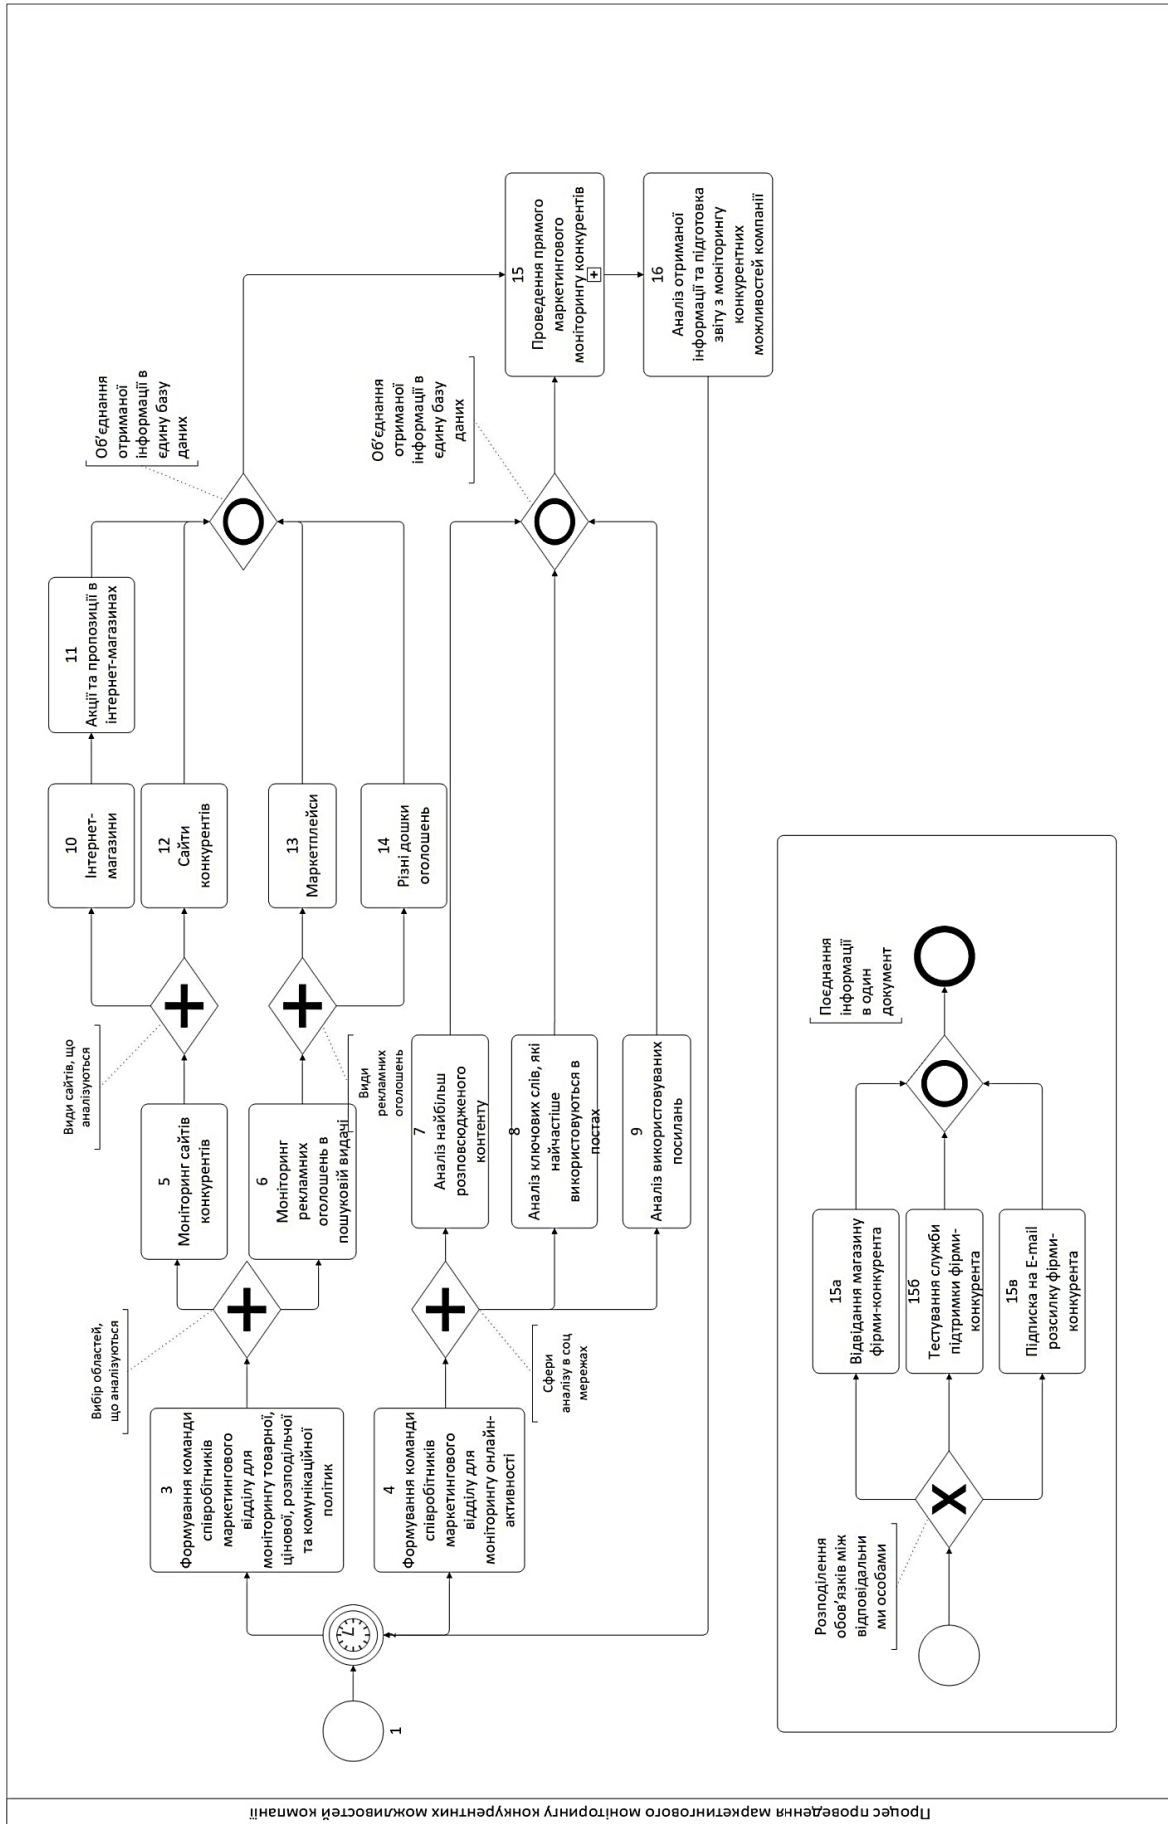 Процес проведення маркетингового моніторингу конкурентних можливостей компанії
1
2
3
Формування команди
співробітників
маркетингового
відділу для
моніторингу товарної,
цінової, розподільчої
та комунікаційної
політик
4
Формування команди
співробітників
маркетингового
відділу для
моніторингу онлайн-
активності
Вибір областей,
що аналізуються
Сфери
аналізу в соц
мережах
5
Моніторинг сайтів
конкурентів
6
Моніторинг
рекламних
оголошень в
пошуковій видачі
7
Аналіз найбільш
розповсюдженого
контенту
8
Аналіз ключових слів, які
найчастіше
використовуються в
постах
9
Аналіз використовуваних
посилань
Види сайтів, що
аналізуються
Види
рекламних
оголошень
10
Інтернет-
магазини
11
Акції та пропозиції в
інтернет-магазинах
12
Сайти
конкурентів
13
Маркетплейси
14
Різні дошки
оголошень
Об’єднання
отриманої
інформації в
єдину базу
даних
Об’єднання
отриманої
інформації в
єдину базу
даних
15
Проведення прямого
маркетингового
моніторингу конкурентів
16
Аналіз отриманої
інформації та підготовка
звіту з моніторингу
конкурентних
можливостей компанії
Розподілення
обов’язків між
відповідальни
ми особами
15а
Відвідання магазину
фірми-конкурента
15б
Тестування служби
підтримки фірми-
конкурента
15в
Підписка на E-mail
розсилку фірми-
конкурента
Поєднання
інформації
в один
документ